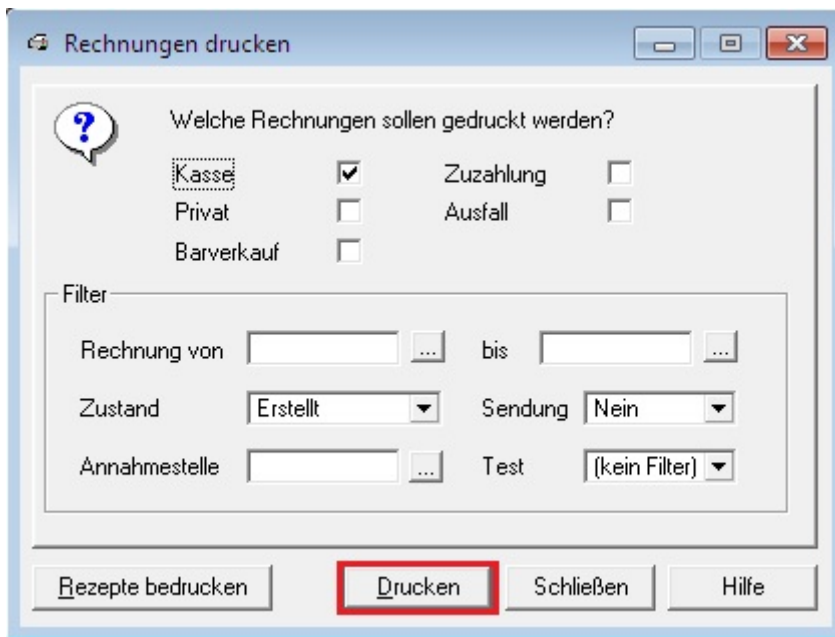 Rechnungen drucken
?
Welche Rechnungen sollen gedruckt werden?
Kasse Zuzahlung
Privat Ausfall
Barverkauf
Filter
Rechnung von ... bis ...
Zustand Erstellt Sendung Nein
Annahmestelle ... Test (kein Filter)
Rezepte bedrucken Drucken Schließen Hilfe